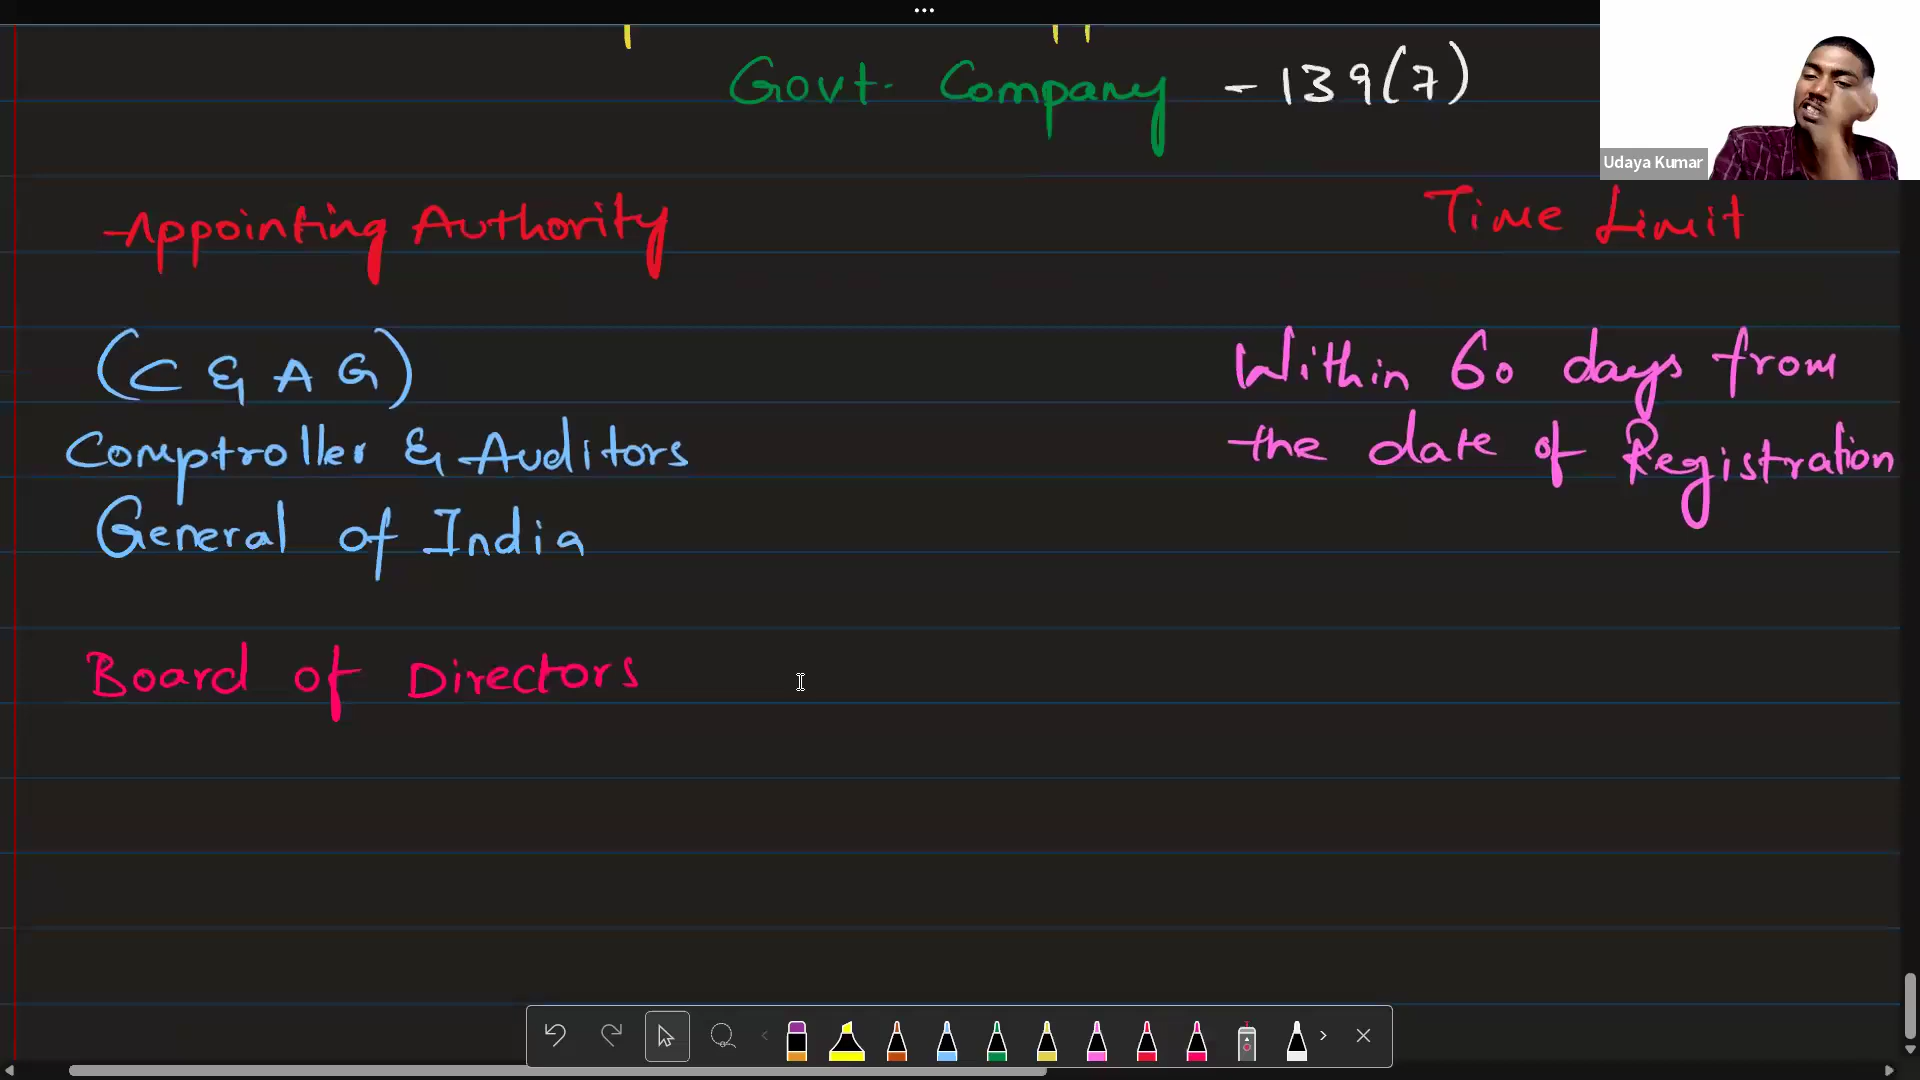 Govt. Company - 139(7)
Udaya Kumar
Appointing Authority
Time Limit
(C & A G)
Within 60 days from
Comptroller & Auditors
the date of Registration
General of India
Board of Directors